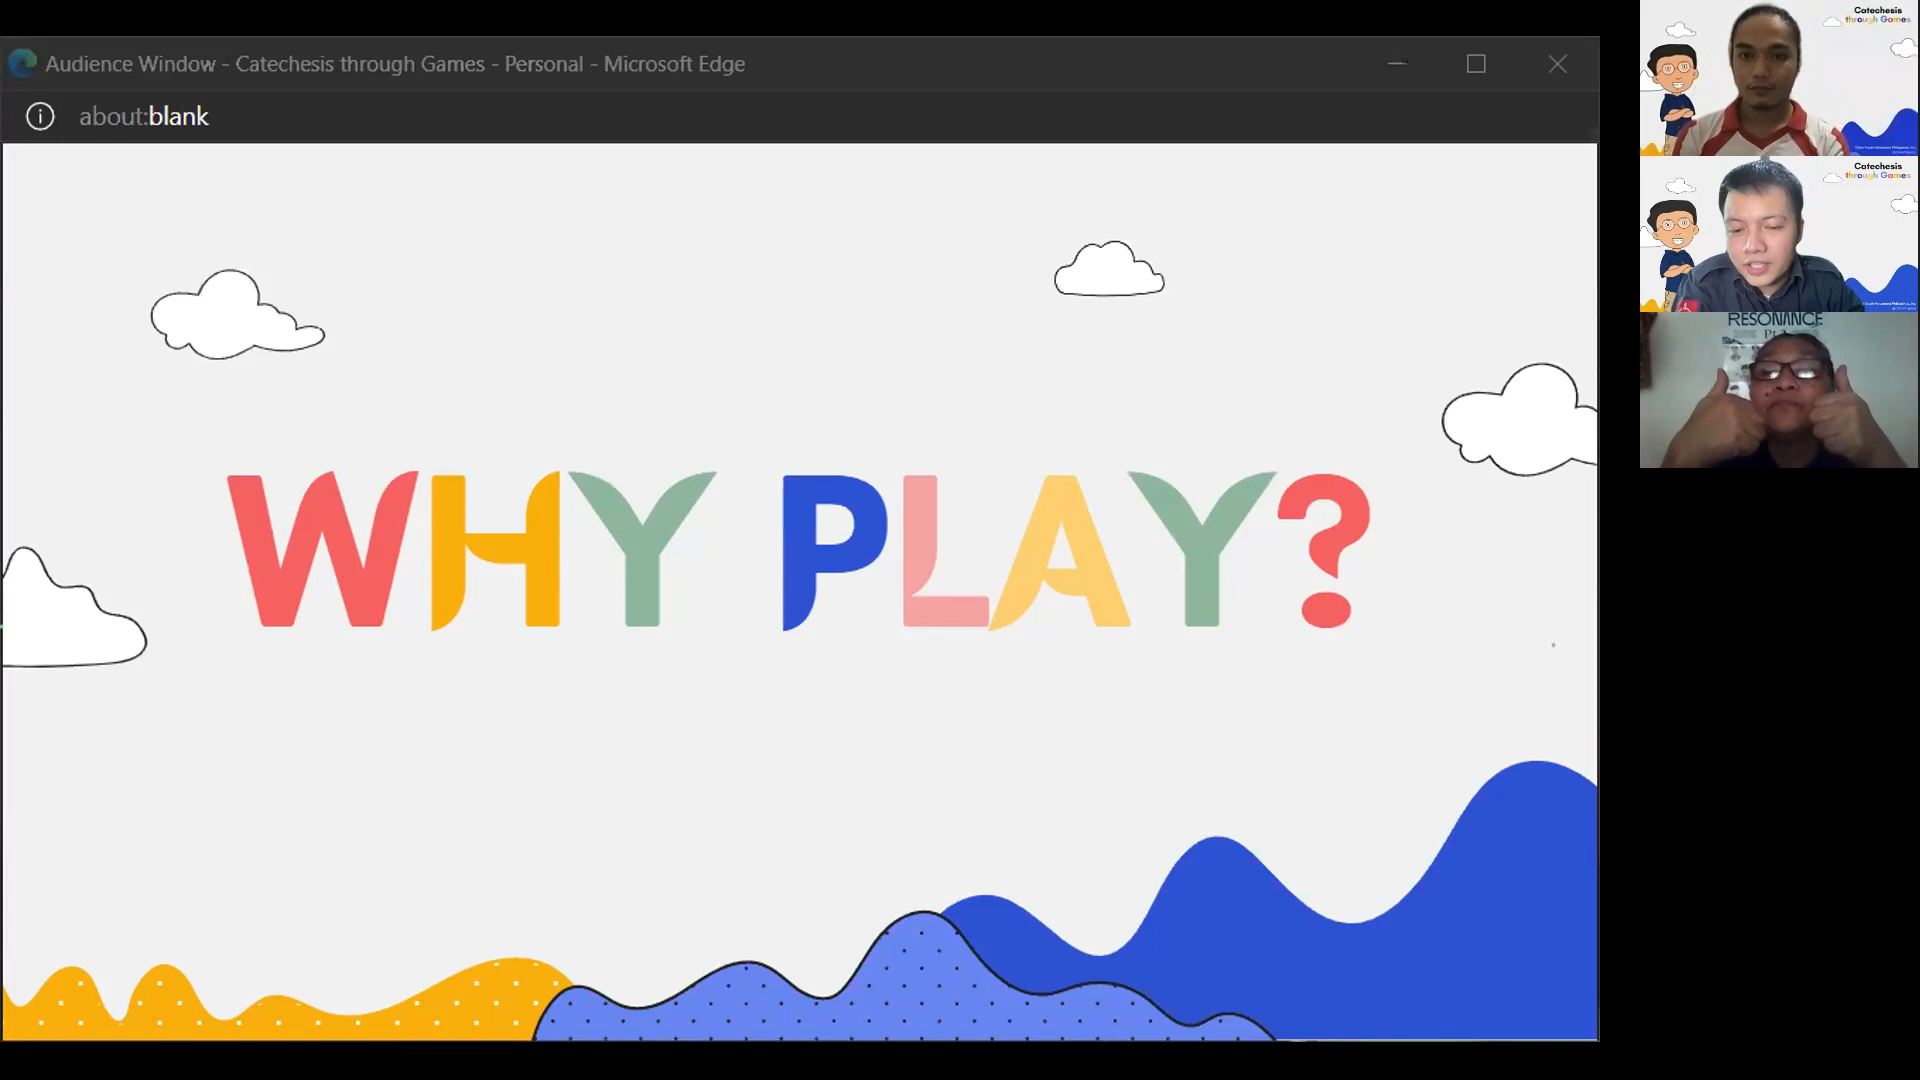 Audience Window - Catechesis through Games - Personal - Microsoft Edge
about:blank
WHY PLAY?
Catechesis
through Games
Catechesis
through Games
RESONANCE